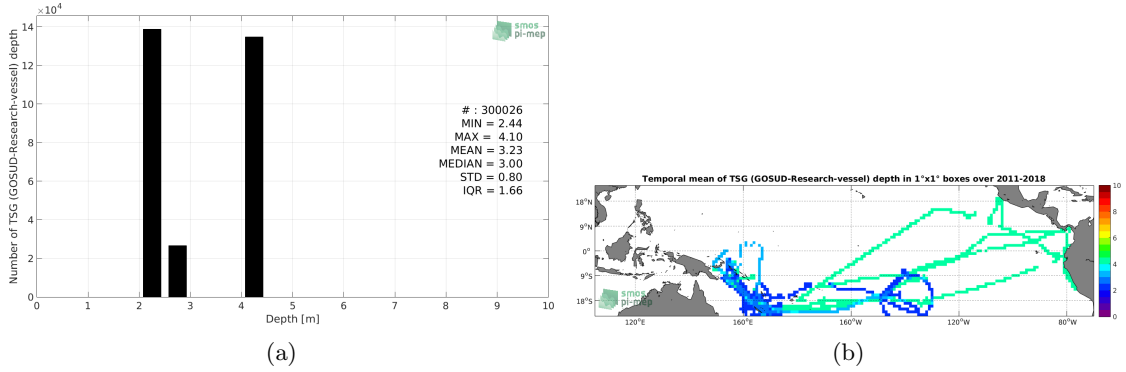 ×10⁴
14
12
10
8
6
4
2
0
Number of TSG (GOSUD-Research-vessel) depth
0 1 2 3 4 5 6 7 8 9 10
Depth [m]
smos
pi-mep
# : 300026
MIN = 2.44
MAX = 4.10
MEAN = 3.23
MEDIAN = 3.00
STD = 0.80
IQR = 1.66
(a)
Temporal mean of TSG (GOSUD-Research-vessel) depth in 1°x1° boxes over 2011-2018
18°N
9°N
0°
9°S
18°S
120°E 160°E 160°W 120°W 80°W
smos
pi-mep
10
8
6
4
2
0
(b)